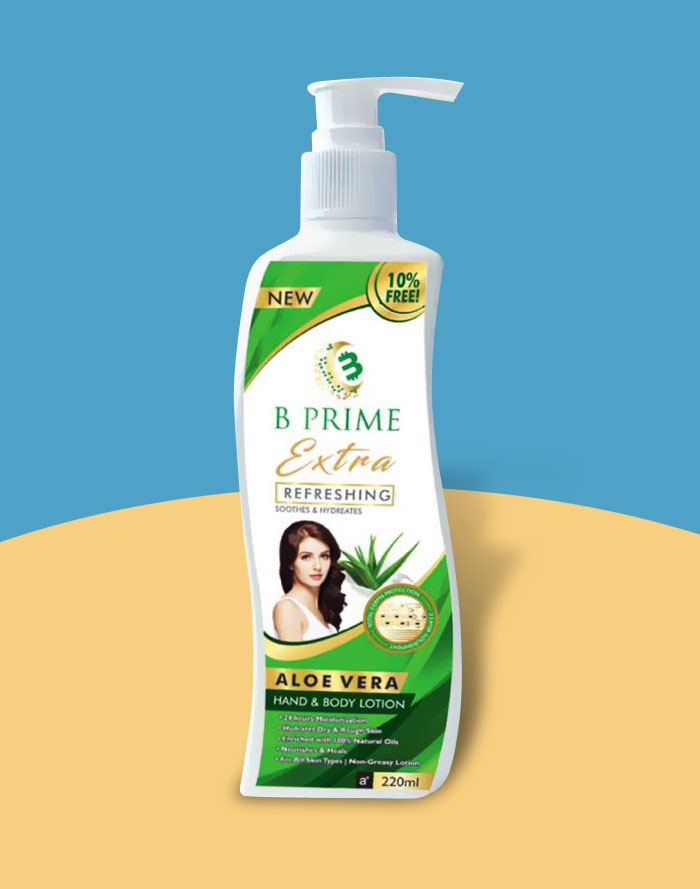 NEW
10%
FREE!
B PRIME
Extra
REFRESHING
SOOTHES & HYDREATES
ALOE VERA
HAND & BODY LOTION
• 24 hours Moisturisation
• Hydrates Dry & Rough Skin
• Enriched with 100% Natural Oils
• Nourishes & Heals
• For All Skin Types | Non-Greasy Lotion
a+
220ml